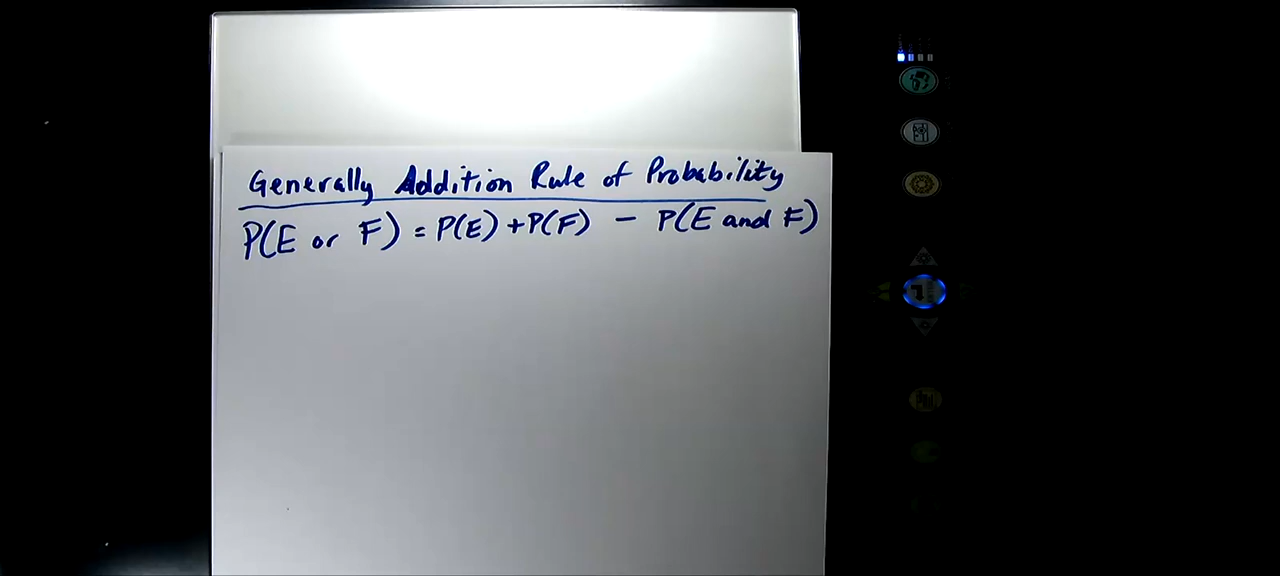 Generally Addition Rule of Probability
P(E or F) = P(E) + P(F) - P(E and F)